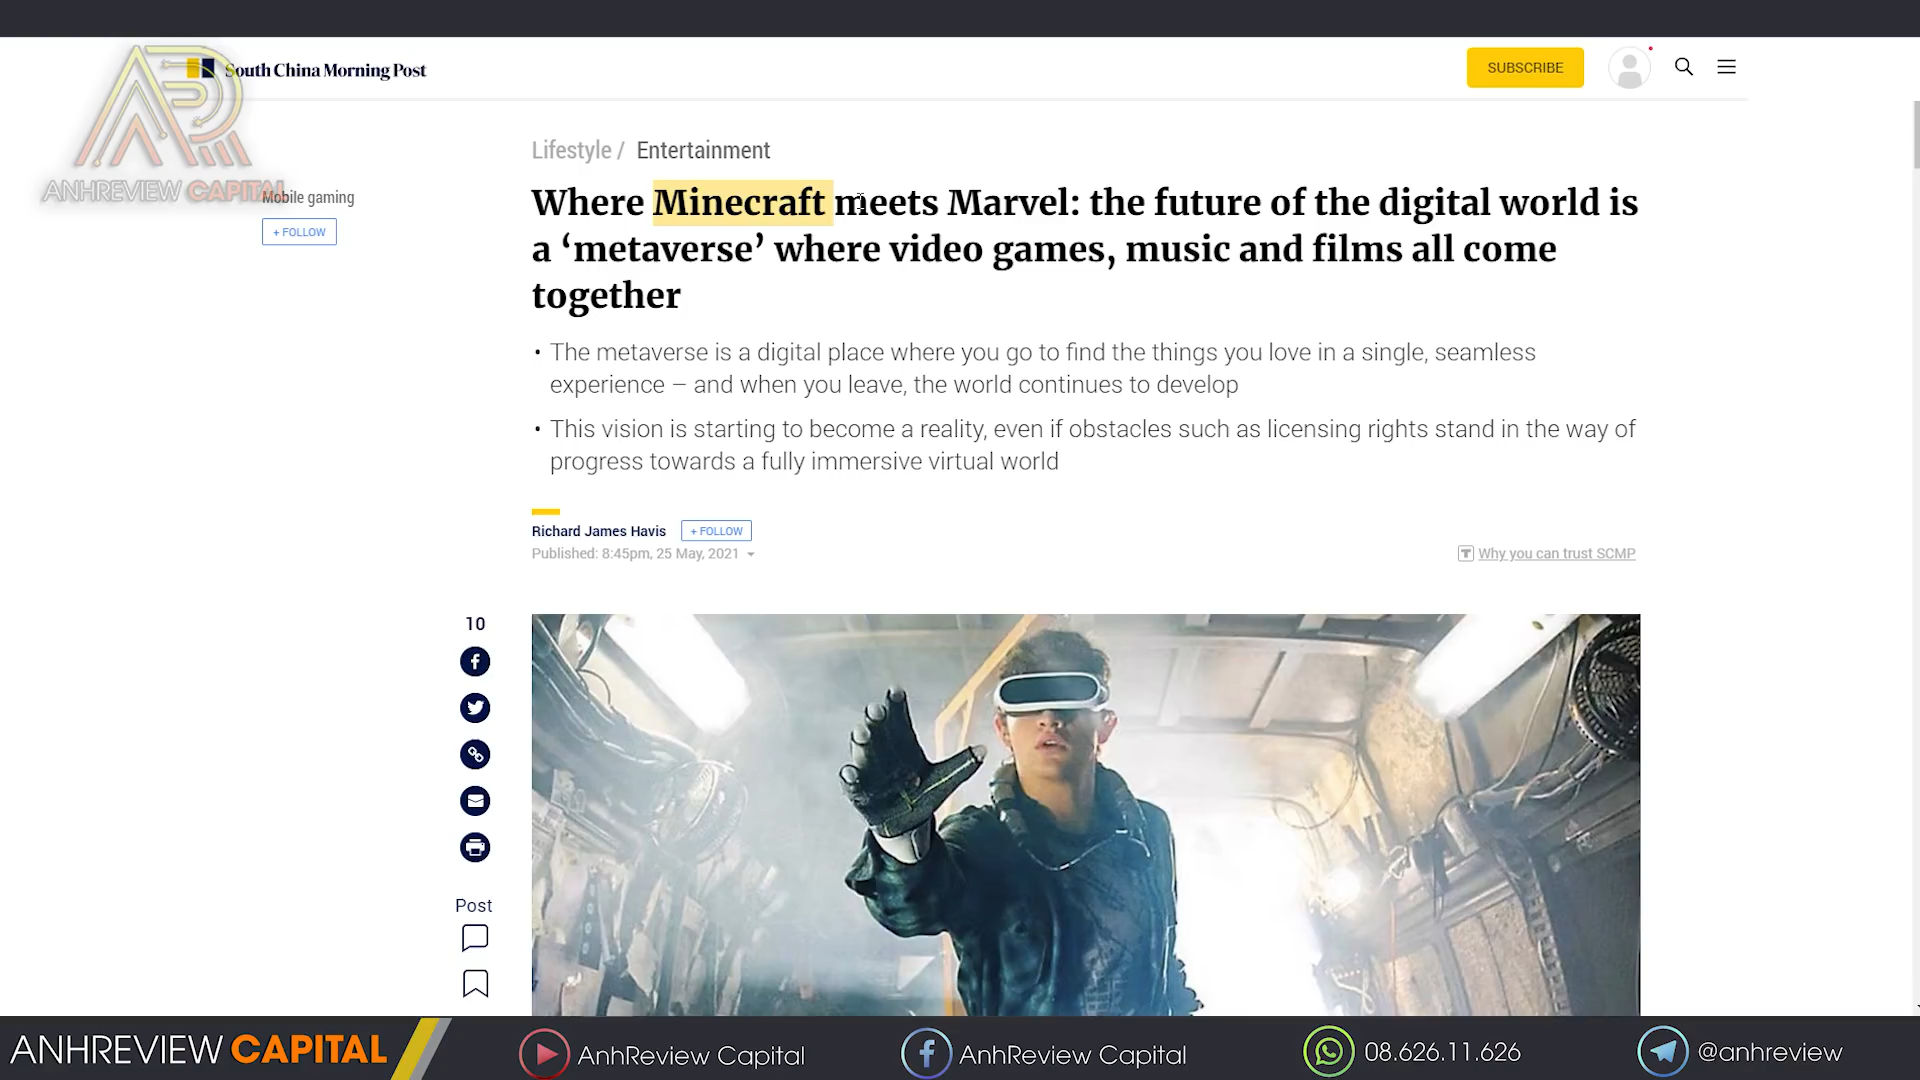 South China Morning Post
SUBSCRIBE
ANHREVIEW CAPITAL
Mobile gaming
+ FOLLOW
Lifestyle / Entertainment
Where Minecraft meets Marvel: the future of the digital world is
a ‘metaverse’ where video games, music and films all come
together
• The metaverse is a digital place where you go to find the things you love in a single, seamless
experience – and when you leave, the world continues to develop
• This vision is starting to become a reality, even if obstacles such as licensing rights stand in the way of
progress towards a fully immersive virtual world
Richard James Havis + FOLLOW
Published: 8:45pm, 25 May, 2021
Why you can trust SCMP
10
Post
ANHREVIEW CAPITAL
AnhReview Capital
AnhReview Capital
08.626.11.626
@anhreview